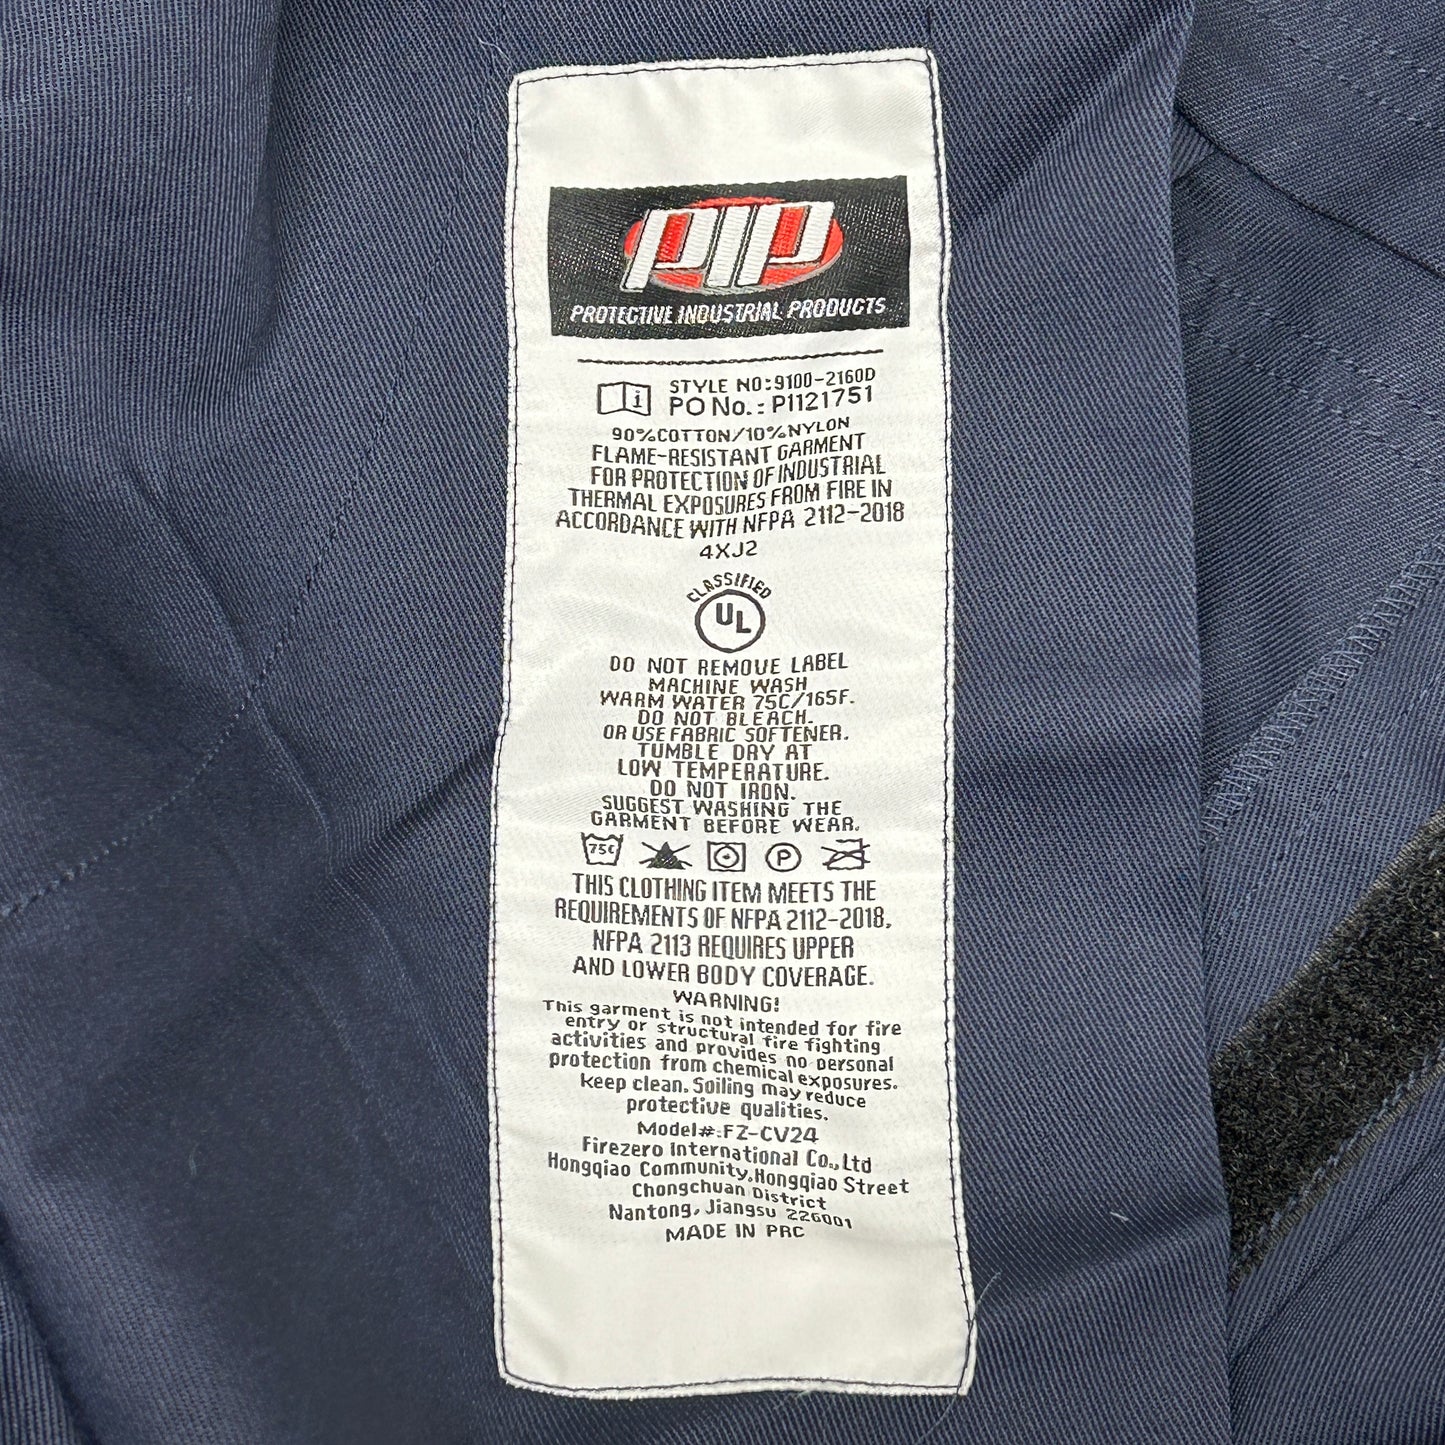 PIP
PROTECTIVE INDUSTRIAL PRODUCTS
i STYLE NO:9100-2160D
PO No.: PI121751
90%COTTON/10%NYLON
FLAME-RESISTANT GARMENT
FOR PROTECTION OF INDUSTRIAL
THERMAL EXPOSURES FROM FIRE IN
ACCORDANCE WITH NFPA 2112-2018
4XJ2
CLASSIFIED
UL
DO NOT REMOVE LABEL
MACHINE WASH
WARM WATER 75C/165F.
DO NOT BLEACH.
OR USE FABRIC SOFTENER.
TUMBLE DRY AT
LOW TEMPERATURE.
DO NOT IRON.
SUGGEST WASHING THE
GARMENT BEFORE WEAR.
75C P
THIS CLOTHING ITEM MEETS THE
REQUIREMENTS OF NFPA 2112-2018,
NFPA 2113 REQUIRES UPPER
AND LOWER BODY COVERAGE.
WARNING!
This garment is not intended for fire
entry or structural fire fighting
activities and provides no personal
protection from chemical exposures.
keep clean. Soiling may reduce
protective qualities.
Model#:FZ-CV24
Firezero International Co.,Ltd
Hongqiao Community,Hongqiao Street
Chongchuan District
Nantong, Jiangsu 226001
MADE IN PRC